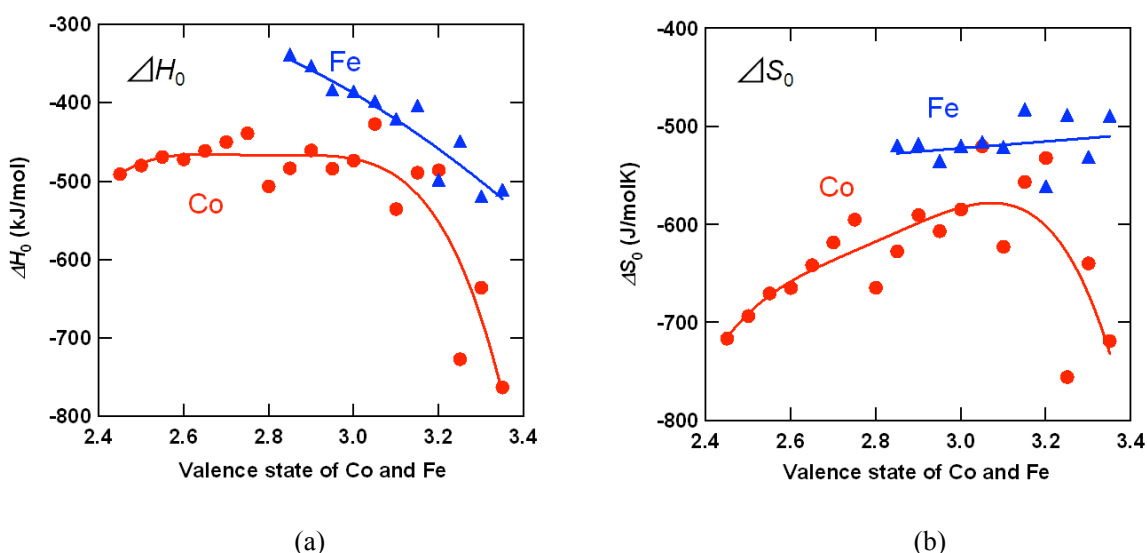 -300
-400
-500
-600
-700
-800
ΔH₀ (kJ/mol)
ΔH₀
Fe
Co
2.4 2.6 2.8 3.0 3.2 3.4
Valence state of Co and Fe
(a)
-400
-500
-600
-700
-800
ΔS₀ (J/molK)
ΔS₀
Fe
Co
2.4 2.6 2.8 3.0 3.2 3.4
Valence state of Co and Fe
(b)